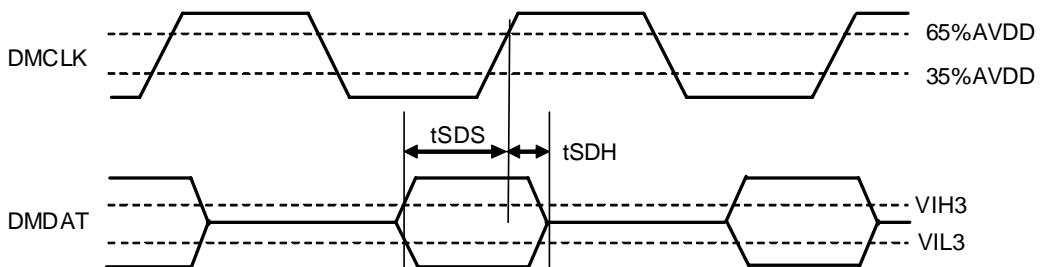 65%AVDD
DMCLK
35%AVDD
tSDS
tSDH
VIH3
DMDAT
VIL3